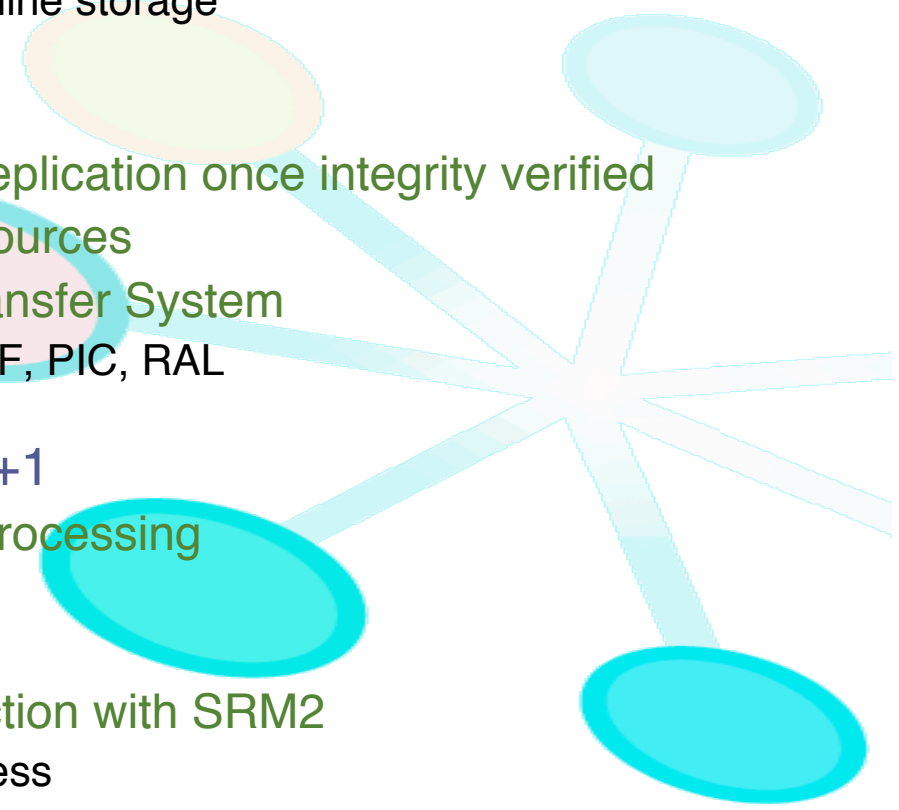 line storage
eplication once integrity verified
ources
ansfer System
F, PIC, RAL
+1
rocessing
ction with SRM2
ess